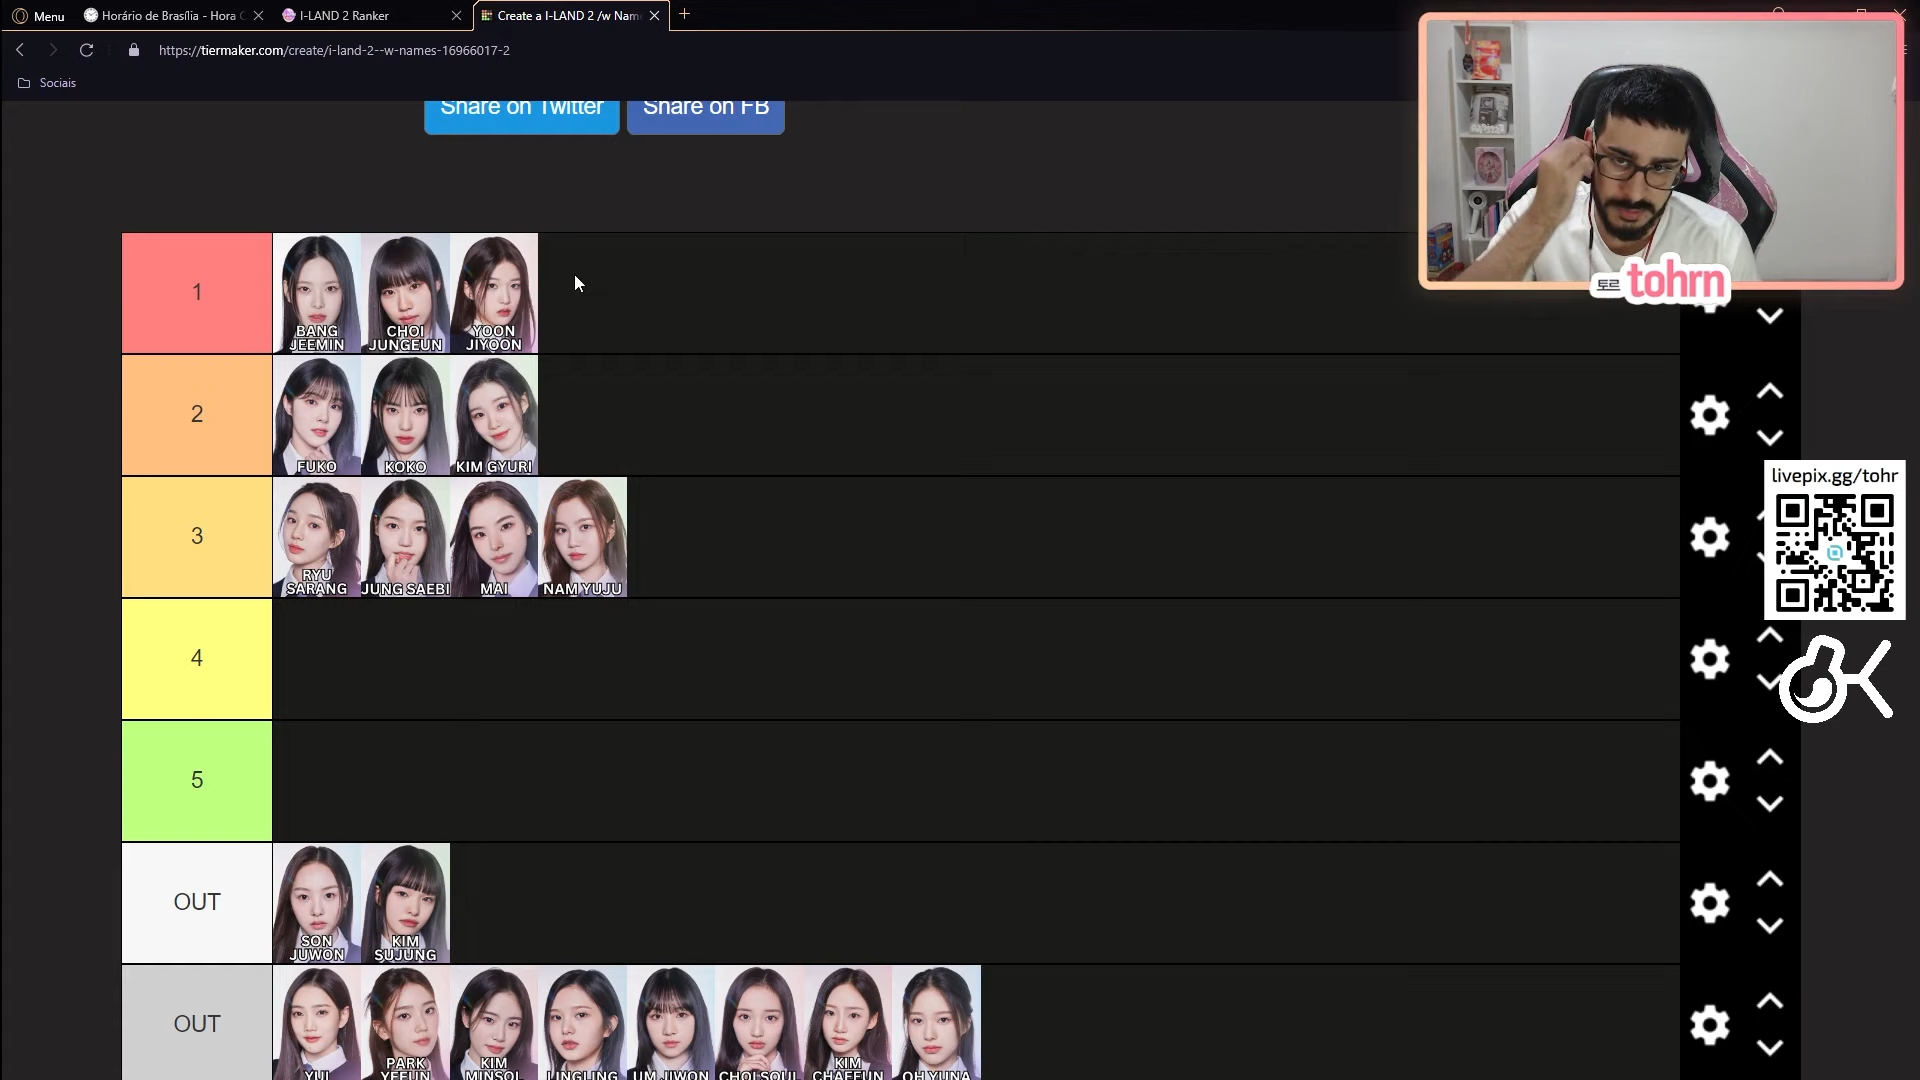 Menu
Horário de Brasília - Hora
I-LAND 2 Ranker
Create a I-LAND 2 /w Nam
https://tiermaker.com/create/i-land-2--w-names-16966017-2
Sociais
Share on Twitter
Share on FB
토르 tohrn
1
BANG
JEEMIN
CHOI
JUNGEUN
YOON
JIYOON
2
FUKO
KOKO
KIM GYURI
livepix.gg/tohr
3
RYU
SARANG
JUNG SAEBI
MAI
NAM YUJU
4
5
OUT
SON
JUWON
KIM
SUJUNG
OUT
YUI
PARK
YEEUN
KIM
MINSOL
LINGLING
UM JIWON
CHOI SOUL
KIM
CHAEEUN
OH YUNA